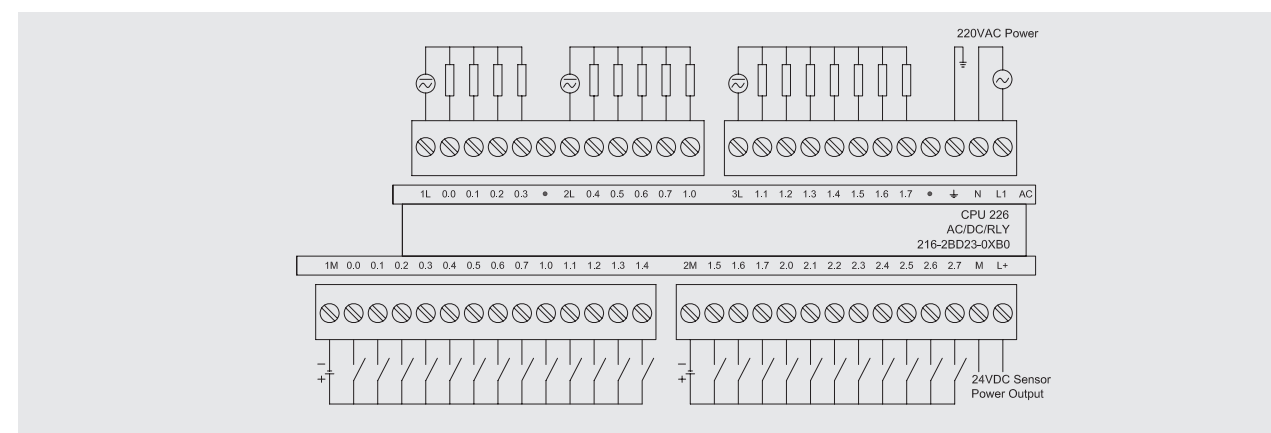 220VAC Power
1L 0.0 0.1 0.2 0.3 • 2L 0.4 0.5 0.6 0.7 1.0 3L 1.1 1.2 1.3 1.4 1.5 1.6 1.7 • ⏚ N L1 AC
CPU 226
AC/DC/RLY
216-2BD23-0XB0
1M 0.0 0.1 0.2 0.3 0.4 0.5 0.6 0.7 1.0 1.1 1.2 1.3 1.4 2M 1.5 1.6 1.7 2.0 2.1 2.2 2.3 2.4 2.5 2.6 2.7 M L+
− −
+ +
24VDC Sensor
Power Output